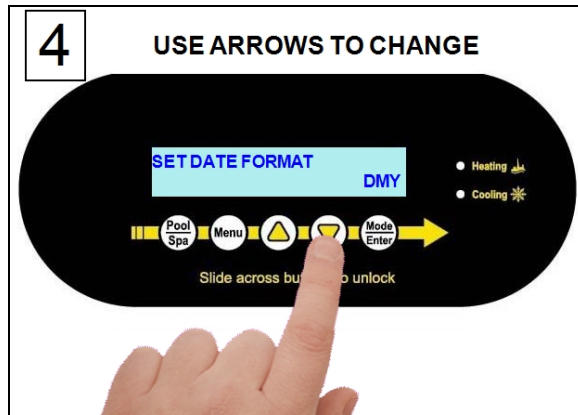 4
USE ARROWS TO CHANGE
SET DATE FORMAT
DMY
Heating
Cooling
Pool
Spa
Menu
Mode
Enter
Slide across bu to unlock